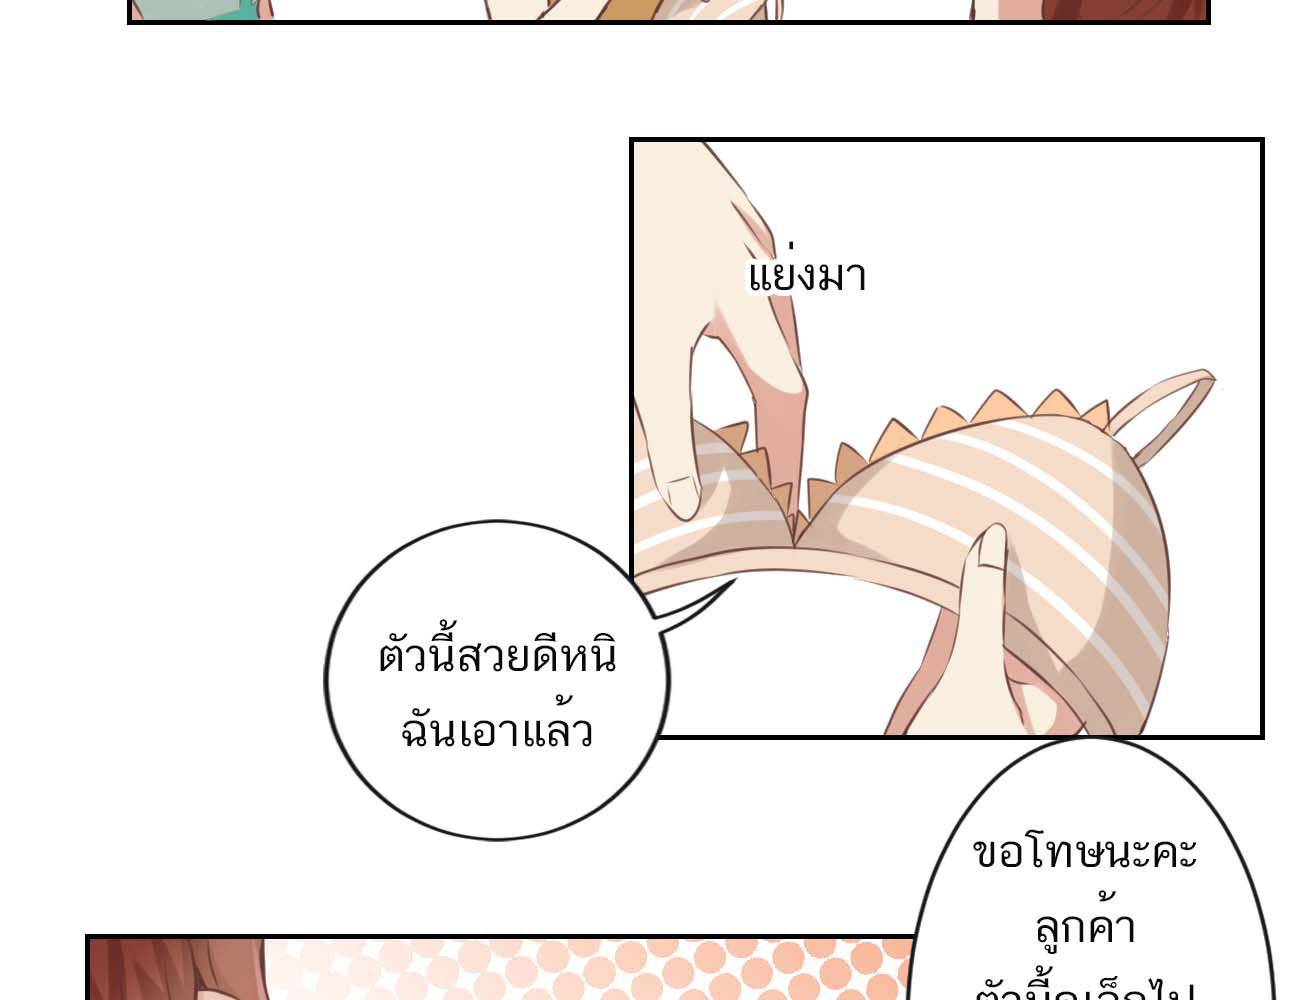 แย่งมา
ตัวนี้สวยดีหนิ
ฉันเอาแล้ว
ขอโทษนะคะ
ลูกค้า